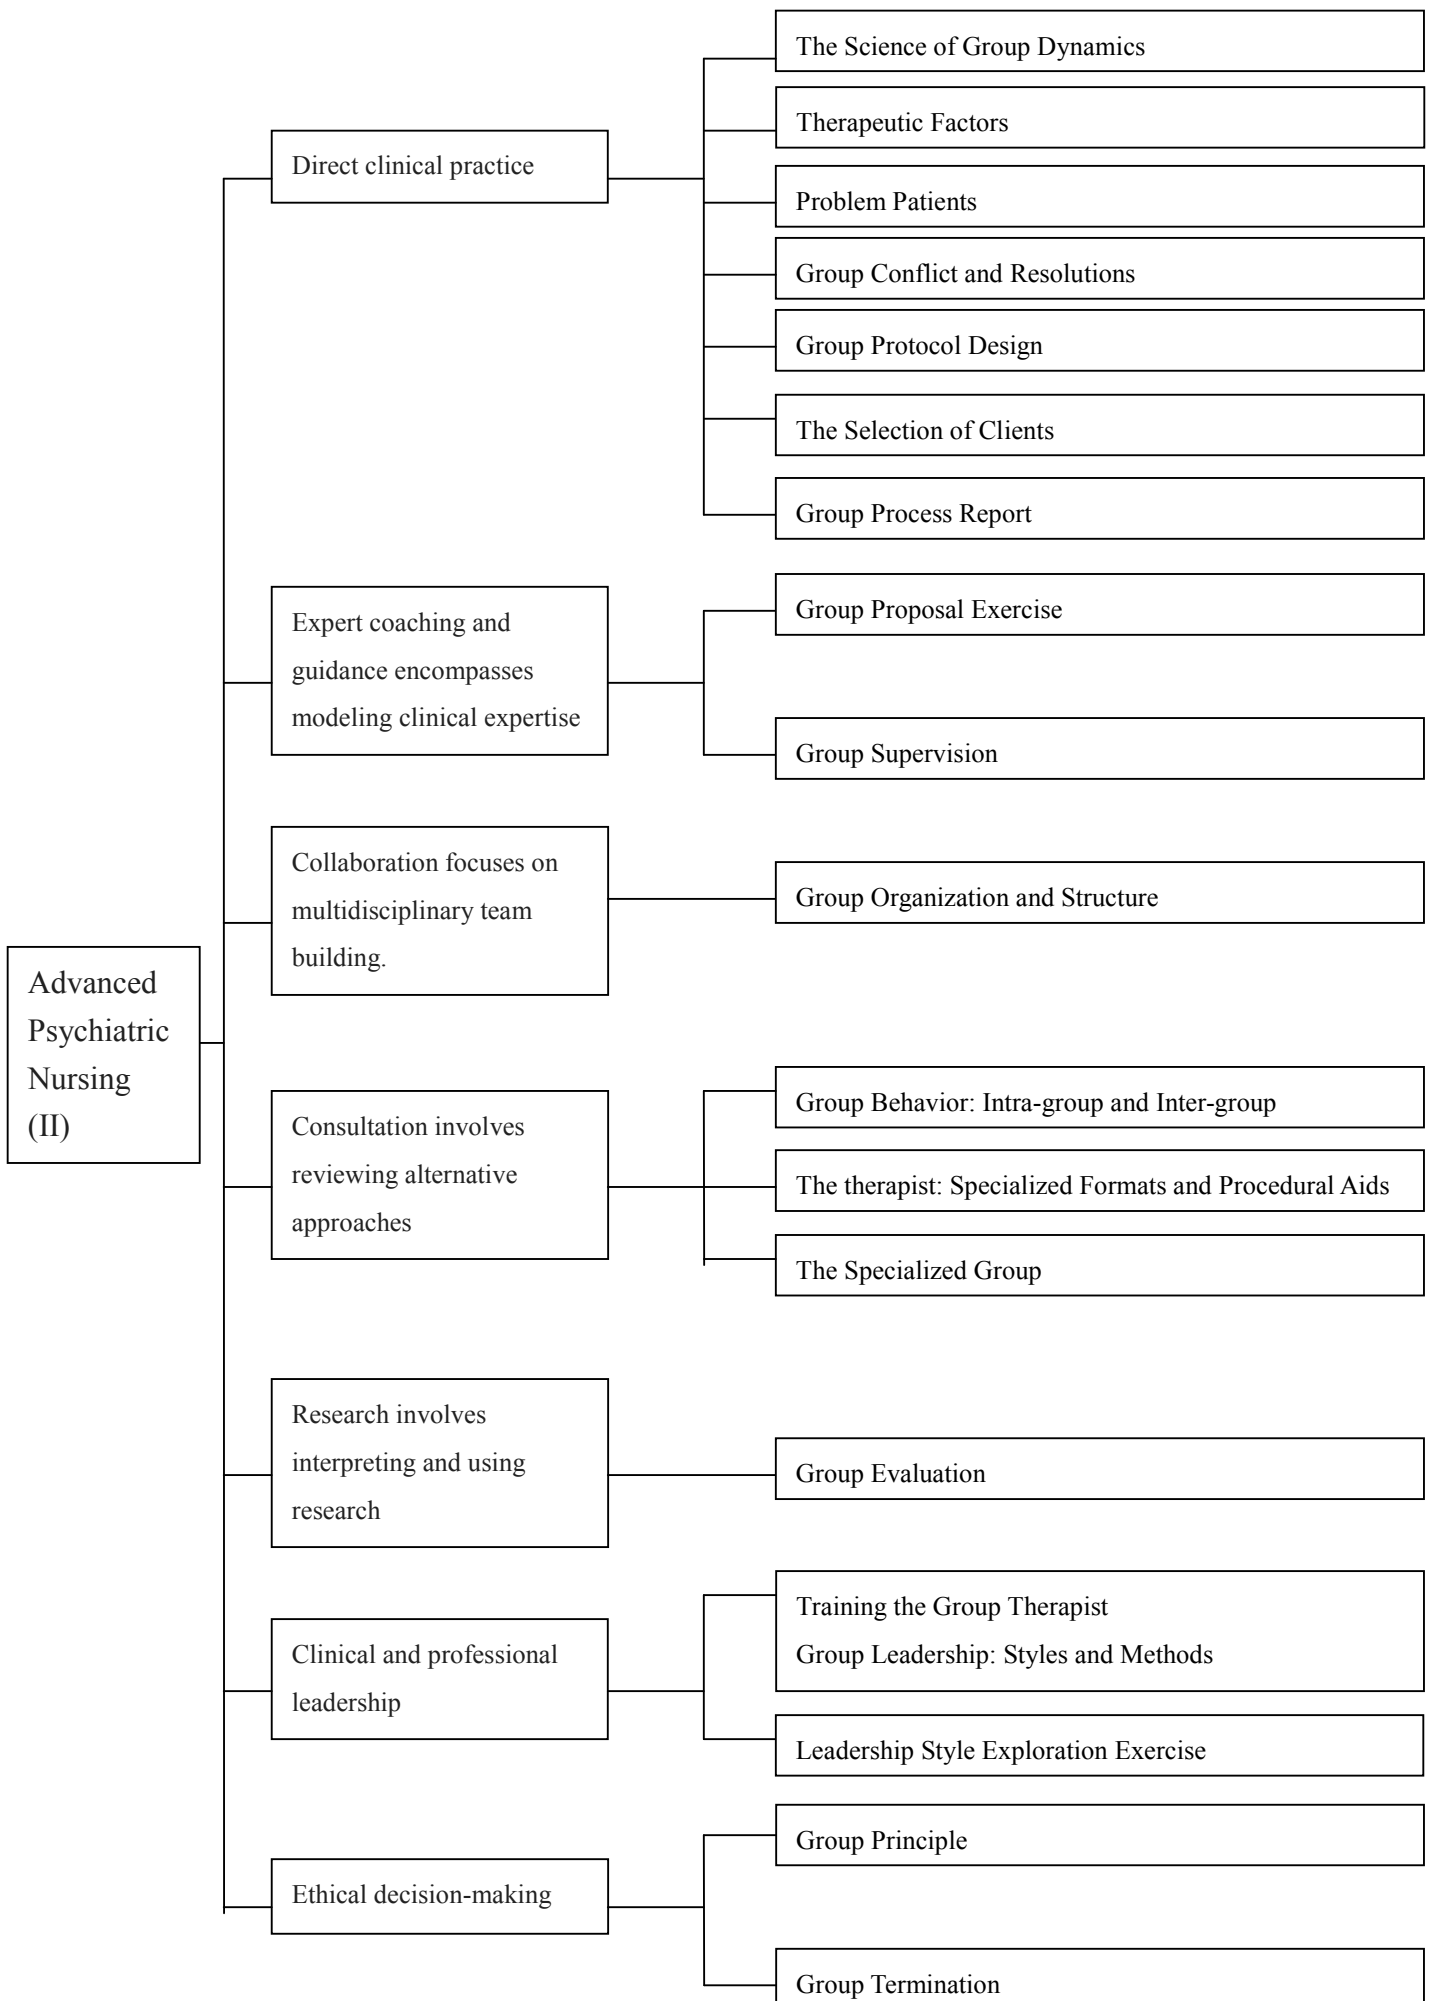 Advanced
Psychiatric
Nursing
(II)
Direct clinical practice
The Science of Group Dynamics
Therapeutic Factors
Problem Patients
Group Conflict and Resolutions
Group Protocol Design
The Selection of Clients
Group Process Report
Expert coaching and
guidance encompasses
modeling clinical expertise
Group Proposal Exercise
Group Supervision
Collaboration focuses on
multidisciplinary team
building.
Group Organization and Structure
Consultation involves
reviewing alternative
approaches
Group Behavior: Intra-group and Inter-group
The therapist: Specialized Formats and Procedural Aids
The Specialized Group
Research involves
interpreting and using
research
Group Evaluation
Clinical and professional
leadership
Training the Group Therapist
Group Leadership: Styles and Methods
Leadership Style Exploration Exercise
Ethical decision-making
Group Principle
Group Termination